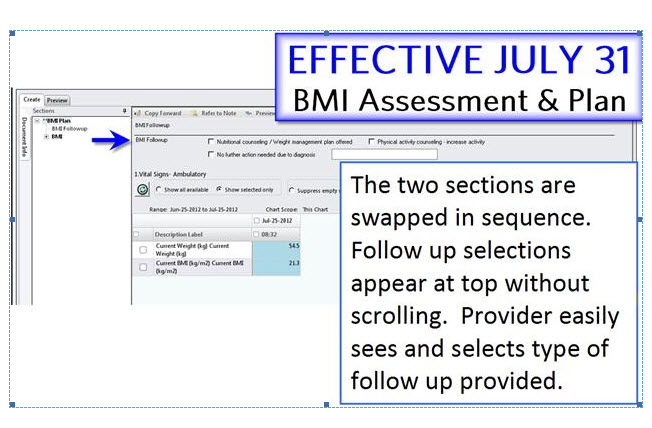 EFFECTIVE JULY 31
BMI Assessment & Plan
Create Preview
Sections
Document Info
**BMI Plan
BMI Followup
BMI
Copy Forward Refer to Note Preview
BMI Followup
BMI Followup Nutritional counseling / Weight management plan offered Physical activity counseling - increase activity
No further action needed due to diagnosis
1.Vital Signs- Ambulatory
Show all available Show selected only Suppress empty
Range: Jun-25-2012 to Jul-25-2012 Chart Scope: This Chart
Jul-25-2012
Description Label 08:32
Current Weight (kg) Current 54.5
Weight (kg)
Current BMI (kg/m2) Current BMI 21.3
(kg/m2)
The two sections are
swapped in sequence.
Follow up selections
appear at top without
scrolling. Provider easily
sees and selects type of
follow up provided.